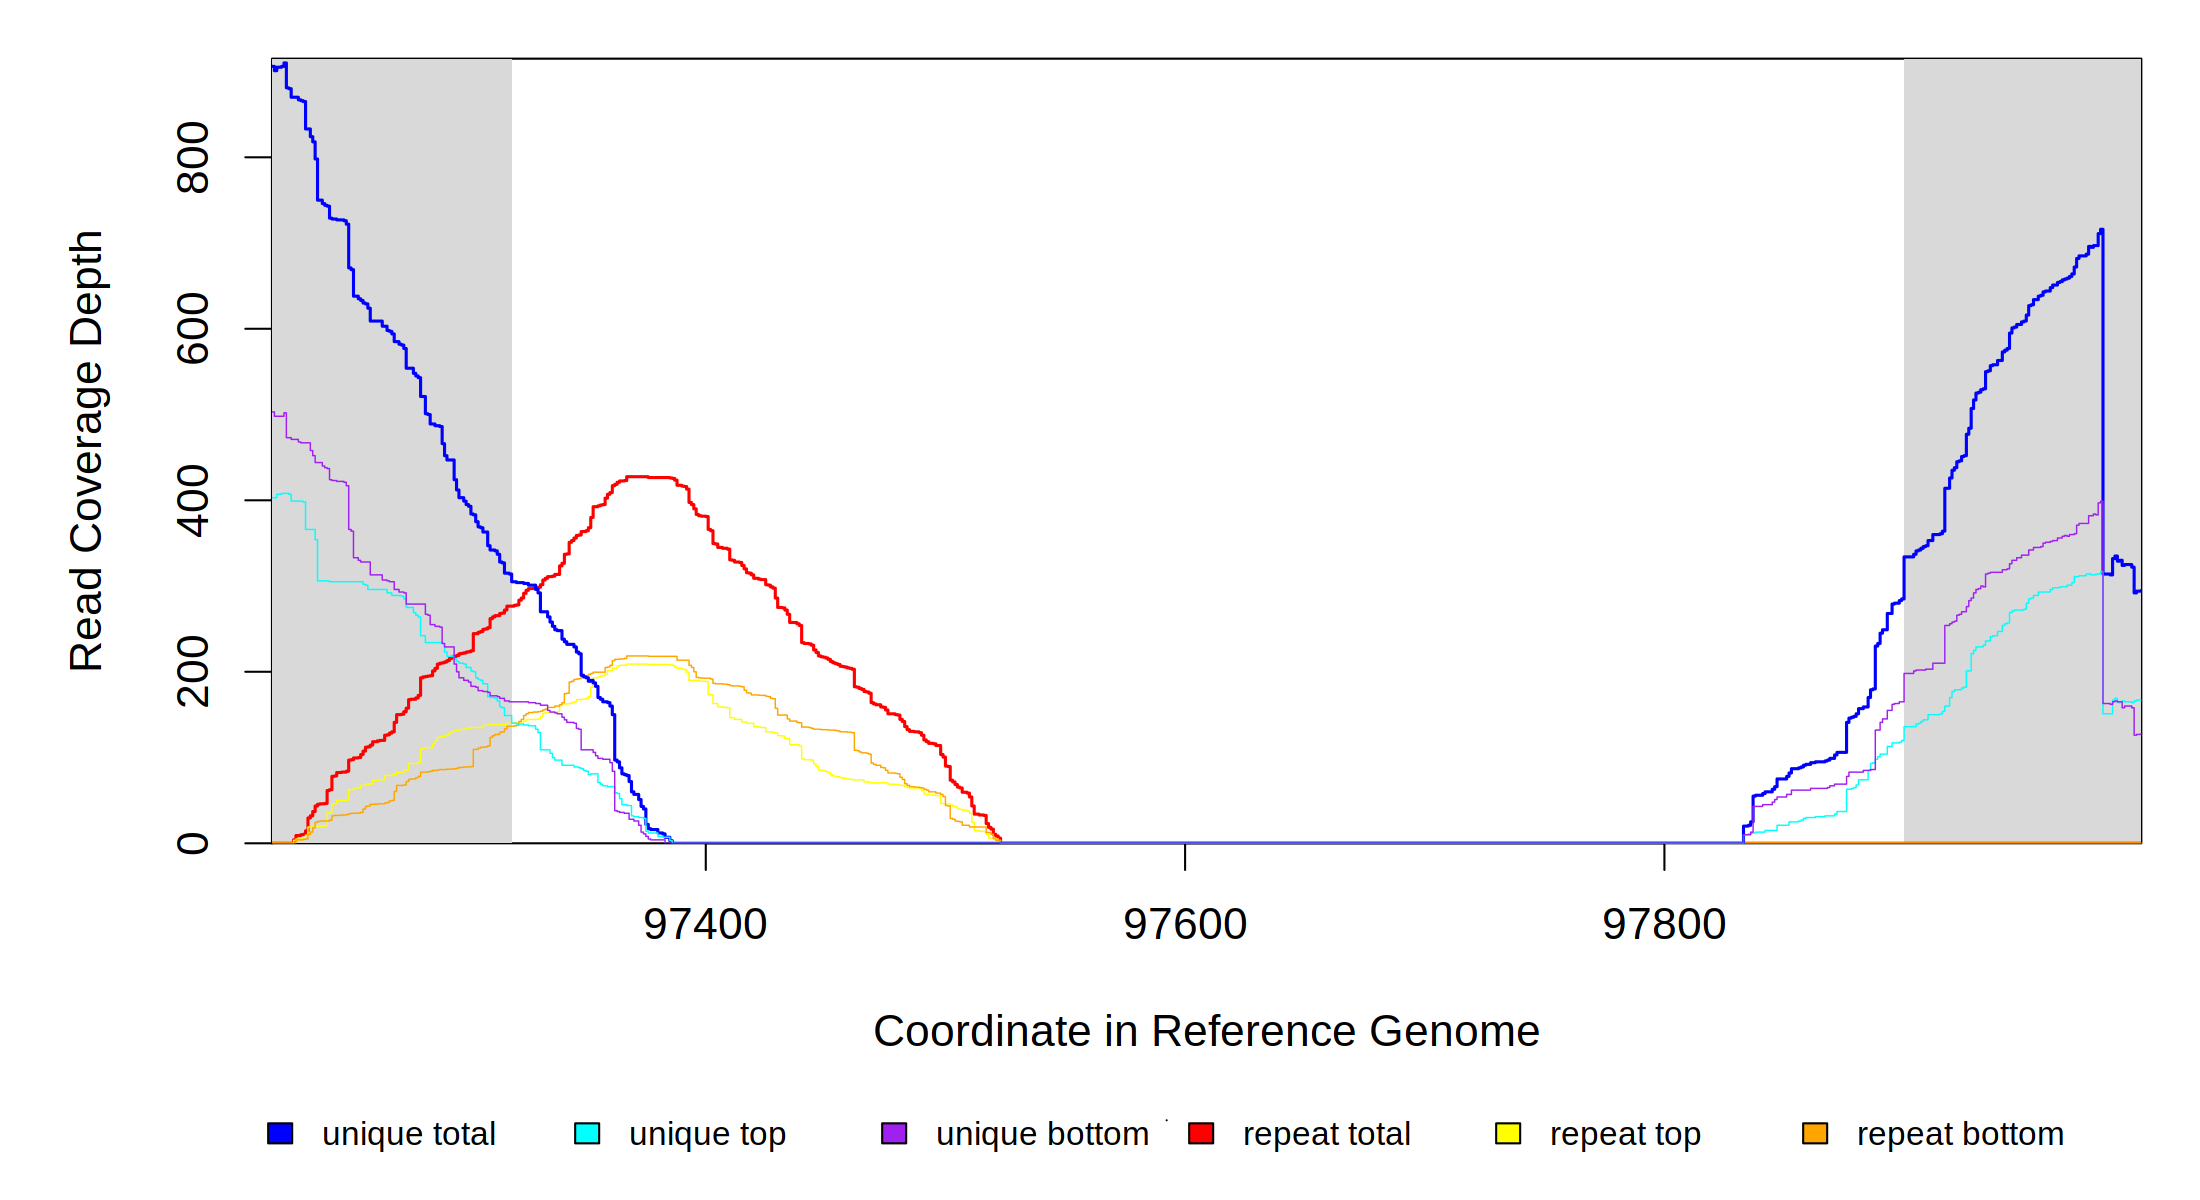 Read Coverage Depth
800
600
400
200
0
97400 97600 97800
Coordinate in Reference Genome
unique total unique top unique bottom repeat total repeat top repeat bottom